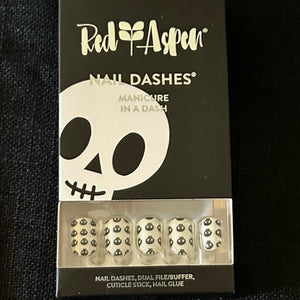 Red Aspen®
NAIL DASHES®
MANICURE
IN A DASH
NAIL DASHES, DUAL FILE/BUFFER,
CUTICLE STICK, NAIL GLUE